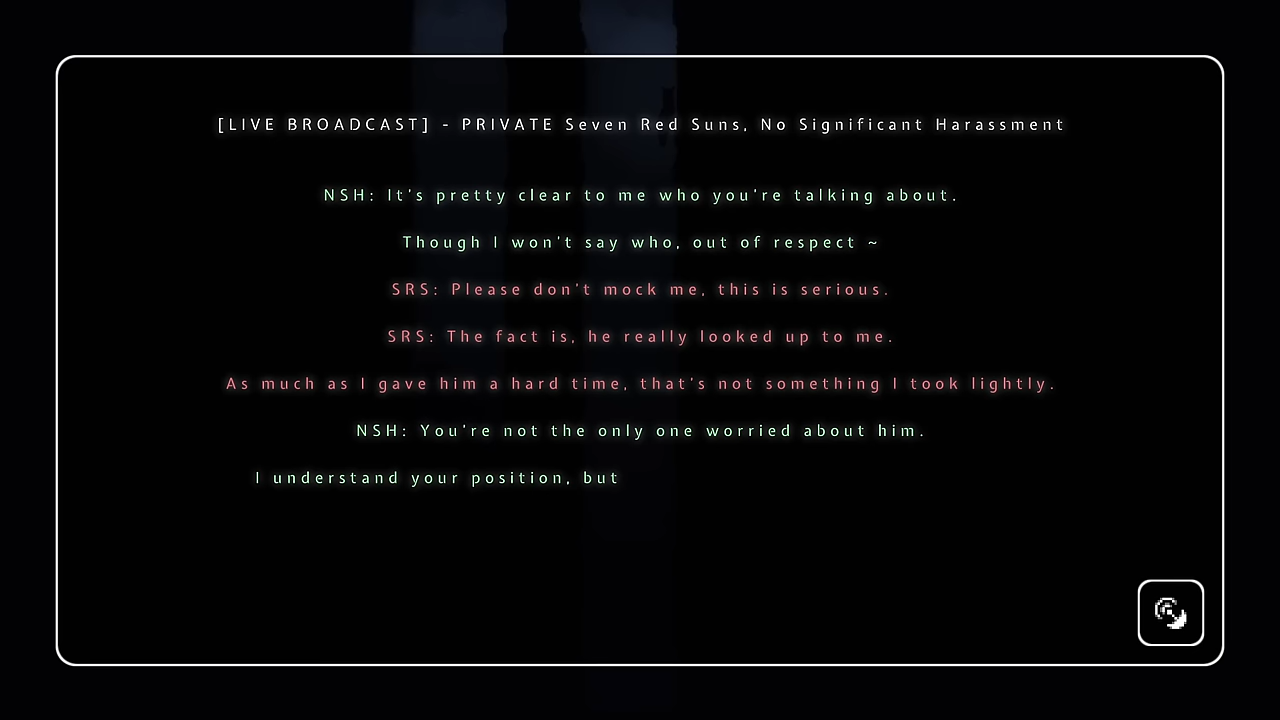 [LIVE BROADCAST] - PRIVATE Seven Red Suns, No Significant Harassment
NSH: It's pretty clear to me who you're talking about.
Though I won't say who, out of respect ~
SRS: Please don't mock me, this is serious.
SRS: The fact is, he really looked up to me.
As much as I gave him a hard time, that's not something I took lightly.
NSH: You're not the only one worried about him.
I understand your position, but